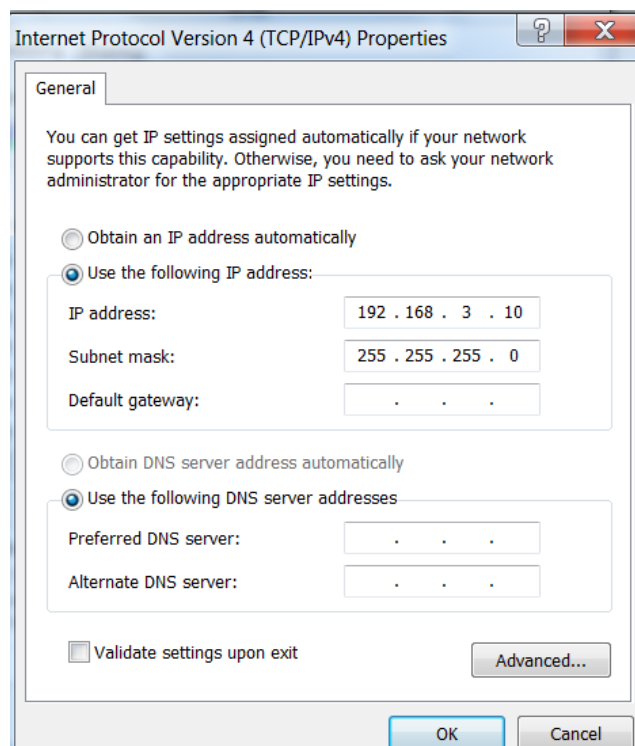 Internet Protocol Version 4 (TCP/IPv4) Properties
General
You can get IP settings assigned automatically if your network
supports this capability. Otherwise, you need to ask your network
administrator for the appropriate IP settings.
Obtain an IP address automatically
Use the following IP address:
IP address: 192 . 168 . 3 . 10
Subnet mask: 255 . 255 . 255 . 0
Default gateway: . . .
Obtain DNS server address automatically
Use the following DNS server addresses
Preferred DNS server: . . .
Alternate DNS server: . . .
Validate settings upon exit
Advanced...
OK Cancel